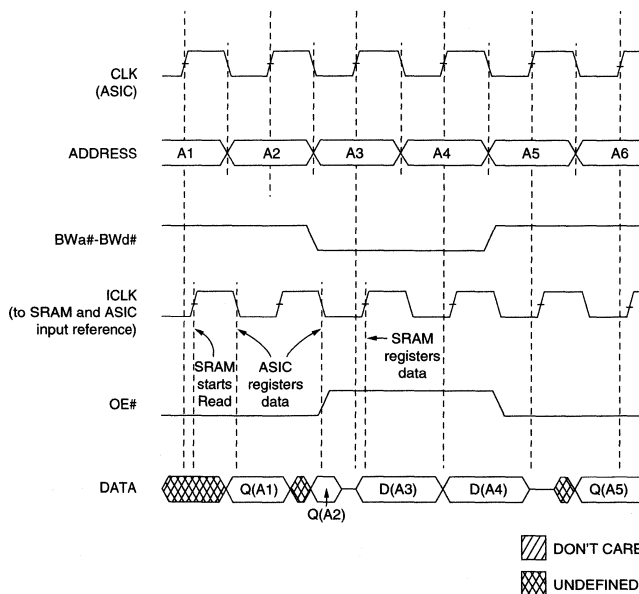 CLK
(ASIC)
ADDRESS A1 A2 A3 A4 A5 A6
BWa#-BWd#
ICLK
(to SRAM and ASIC
input reference)
SRAM
starts
Read
ASIC
registers
data
SRAM
registers
data
OE#
DATA Q(A1) D(A3) D(A4) Q(A5)
Q(A2)
DON'T CARE
UNDEFINED